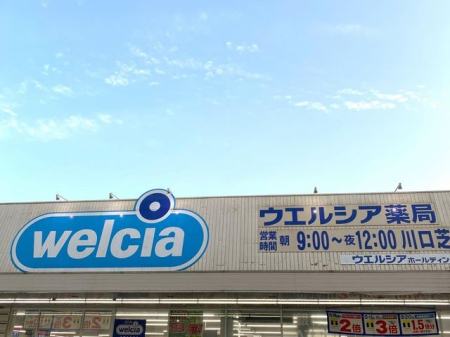 welcia
ウエルシア薬局
営業時間 朝 9:00～夜12:00 川口芝
ウエルシアホールディン
welcia
2倍
3倍
1.5倍